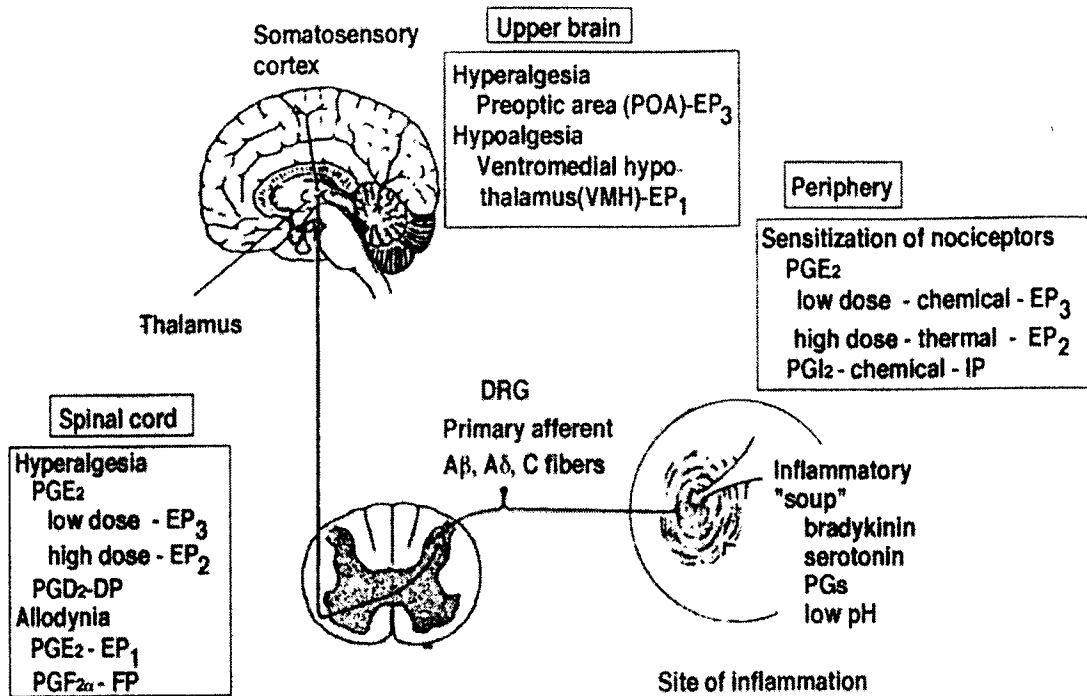 Somatosensory
cortex
Upper brain
Hyperalgesia
Preoptic area (POA)-EP3
Hypoalgesia
Ventromedial hypo-
thalamus(VMH)-EP1
Periphery
Sensitization of nociceptors
PGE2
low dose - chemical - EP3
high dose - thermal - EP2
PGI2 - chemical - IP
Thalamus
DRG
Primary afferent
Aβ, Aδ, C fibers
Spinal cord
Hyperalgesia
PGE2
low dose - EP3
high dose - EP2
PGD2-DP
Allodynia
PGE2 - EP1
PGF2α - FP
Inflammatory
"soup"
bradykinin
serotonin
PGs
low pH
Site of inflammation